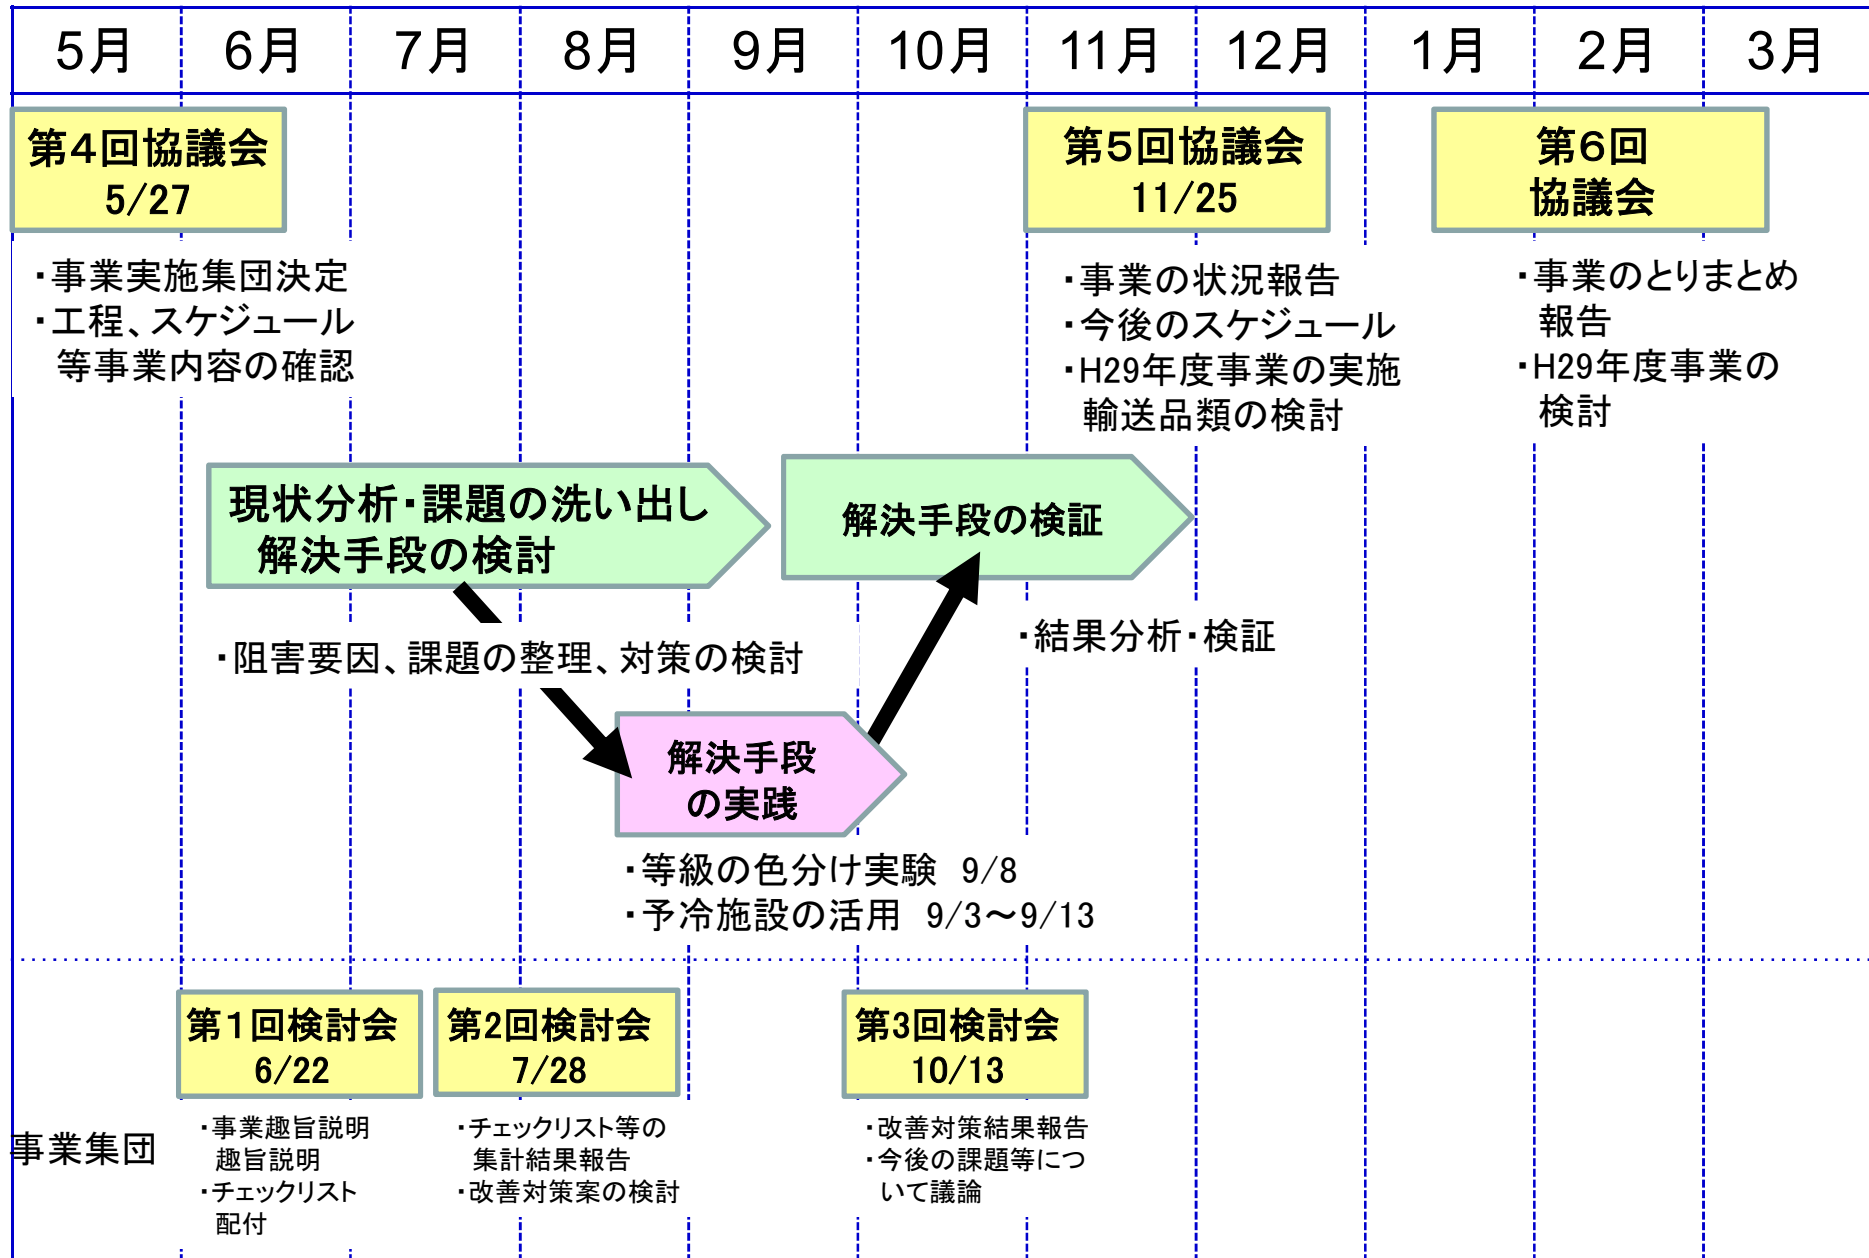 5月 6月 7月 8月 9月 10月 11月 12月 1月 2月 3月
第4回協議会
5/27
・事業実施集団決定
・工程、スケジュール
等事業内容の確認
第5回協議会
11/25
・事業の状況報告
・今後のスケジュール
・H29年度事業の実施
輸送品類の検討
第6回
協議会
・事業のとりまとめ
報告
・H29年度事業の
検討
現状分析・課題の洗い出し
解決手段の検討
・阻害要因、課題の整理、対策の検討
解決手段の検証
・結果分析・検証
解決手段
の実践
・等級の色分け実験 9/8
・予冷施設の活用 9/3～9/13
事業集団
第1回検討会
6/22
・事業趣旨説明
趣旨説明
・チェックリスト
配付
第2回検討会
7/28
・チェックリスト等の
集計結果報告
・改善対策案の検討
第3回検討会
10/13
・改善対策結果報告
・今後の課題等につ
いて議論